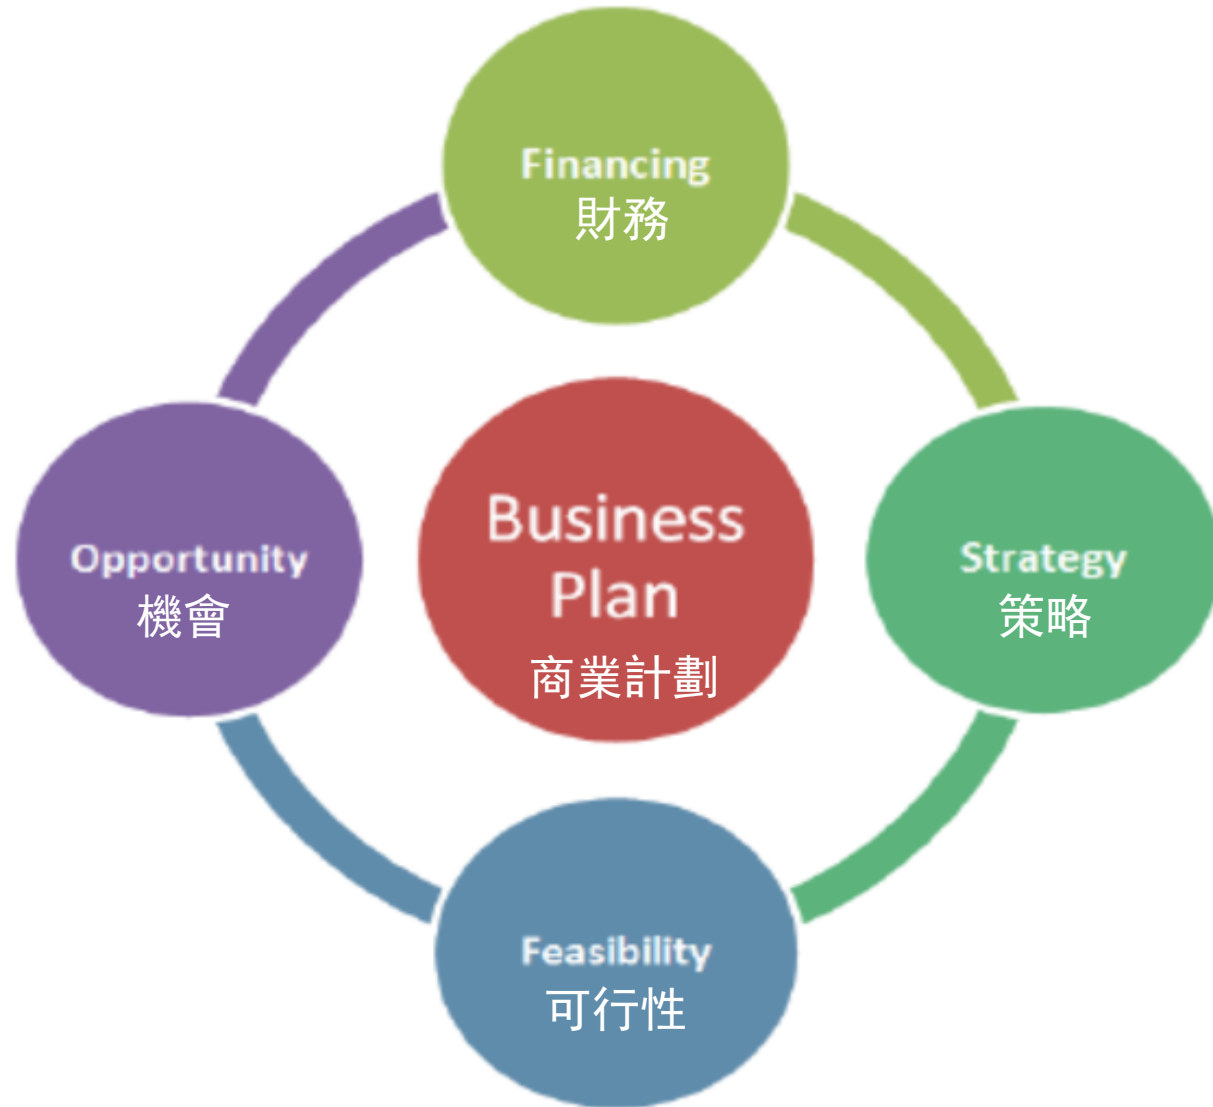 Financing
財務
Opportunity
機會
Business
Plan
商業計劃
Strategy
策略
Feasibility
可行性